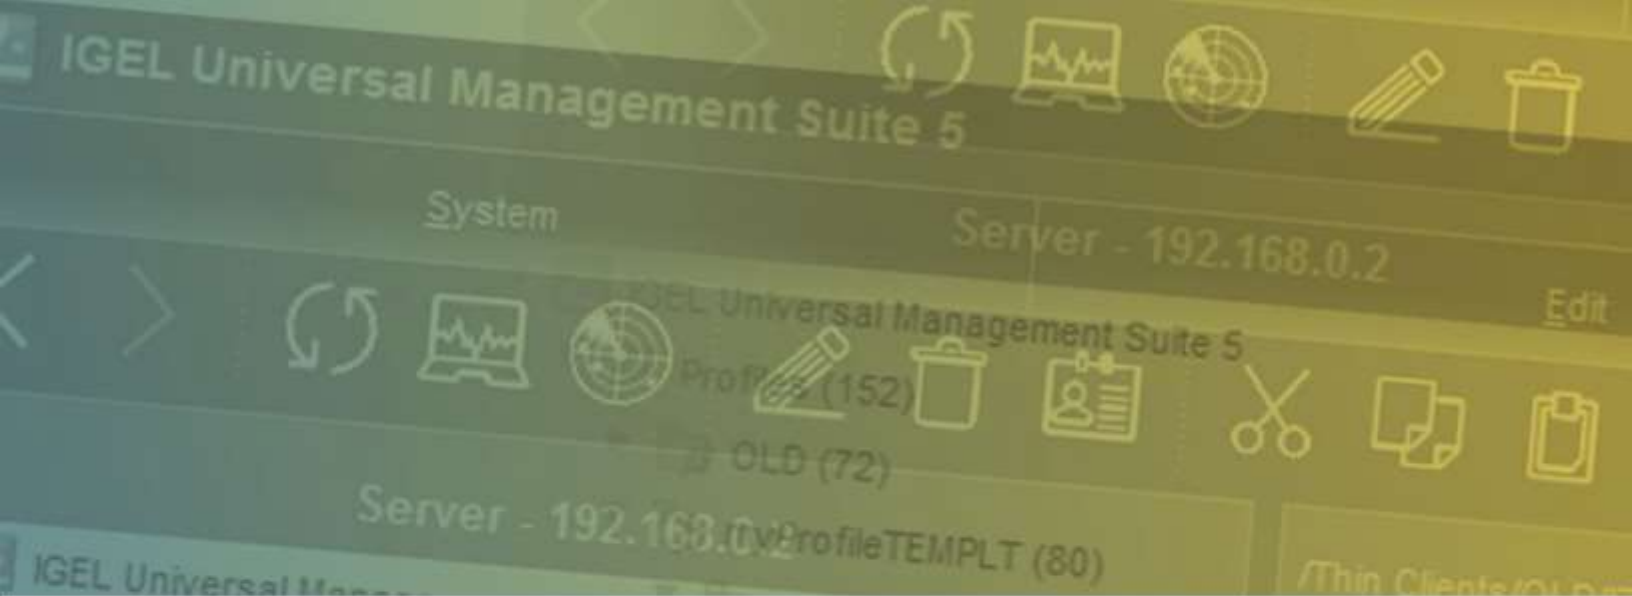 IGEL Universal Management Suite 5
System
Server - 192.168.0.2
Edit
IGEL Universal Management Suite 5
Profiles (152)
OLD (72)
Server - 192.168.0.2
ProfileTEMPLT (80)
IGEL Universal
/Thin Clients/OLD